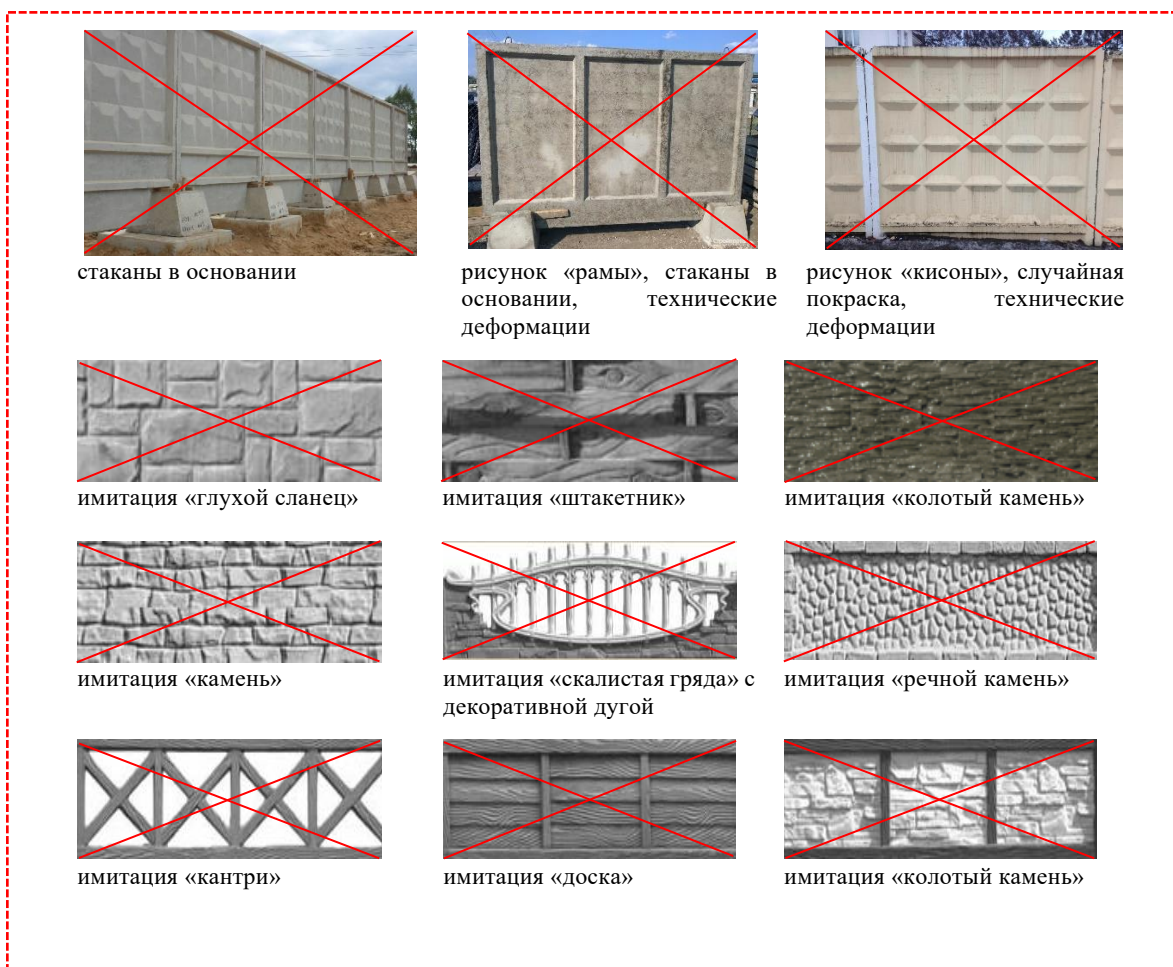 стаканы в основании
рисунок «рамы», стаканы в
основании, технические
деформации
рисунок «кисоны», случайная
покраска, технические
деформации
имитация «глухой сланец»
имитация «штакетник»
имитация «колотый камень»
имитация «камень»
имитация «скалистая гряда» с
декоративной дугой
имитация «речной камень»
имитация «кантри»
имитация «доска»
имитация «колотый камень»